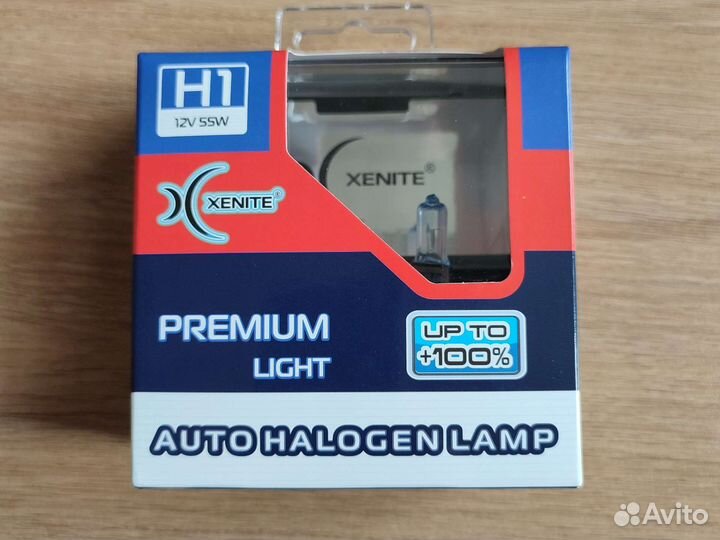 H1
12V 55W
XENITE®
XENITE®
PREMIUM
LIGHT
UP TO
+100%
AUTO HALOGEN LAMP
Avito